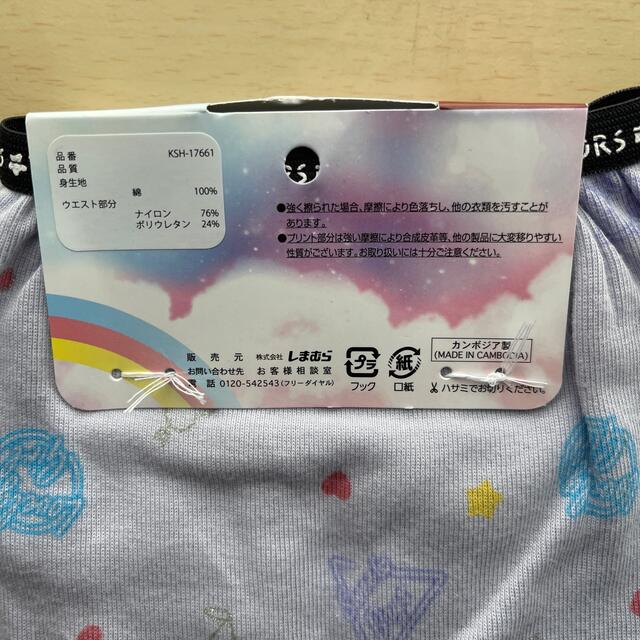 品番 KSH-17661
品質
身生地
綿 100%
ウエスト部分
ナイロン 76%
ポリウレタン 24%
●強く擦られた場合、摩擦により色落ちし、他の衣類を汚すことが
あります。
●プリント部分は強い摩擦により合成皮革等、他の製品に大変移りやすい
性質がございます。お取り扱いには十分ご注意ください。
販売元 株式会社しまむら
お問い合わせ先 お客様相談室
電話 0120-542543(フリーダイヤル)
プラ
フック
紙
口紙
カンボジア製
(MADE IN CAMBODIA)
ハサミでお切りください。